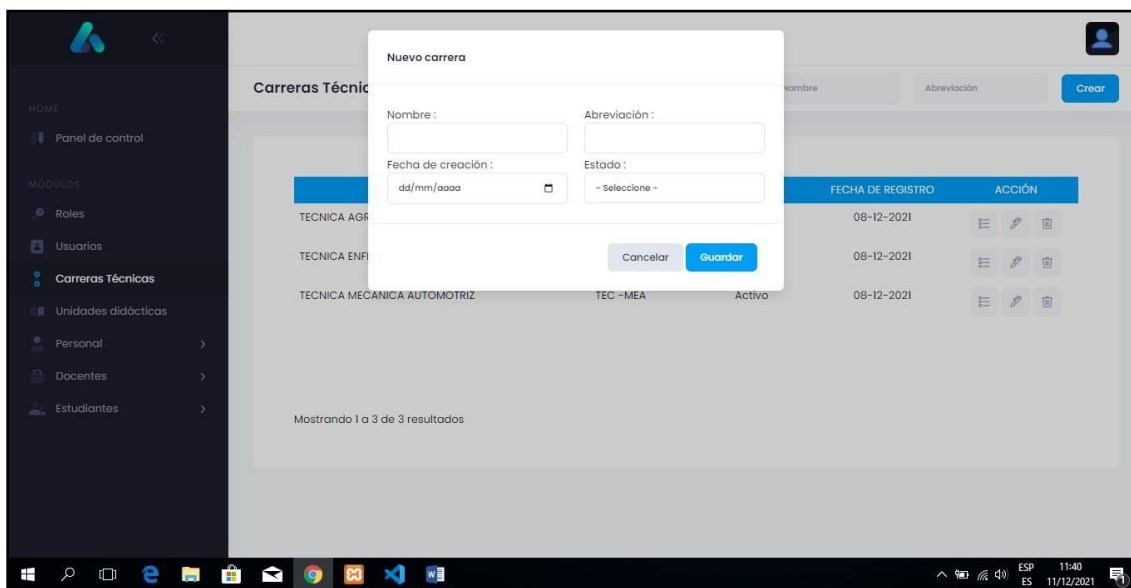 Nuevo carrera
Carreras Técnic
Nombre
Abreviación
Crear
HOME
Panel de control
MÓDULOS
Roles
Usuarios
Carreras Técnicas
Unidades didácticas
Personal
Docentes
Estudiantes
Nombre :
Abreviación :
Fecha de creación :
Estado :
dd/mm/aaaa
- Seleccione -
Cancelar
Guardar
FECHA DE REGISTRO
ACCIÓN
TECNICA AGR
08-12-2021
TECNICA ENF
08-12-2021
TECNICA MECANICA AUTOMOTRIZ
TEC -MEA
Activo
08-12-2021
Mostrando 1 a 3 de 3 resultados
ESP
ES
11:40
11/12/2021